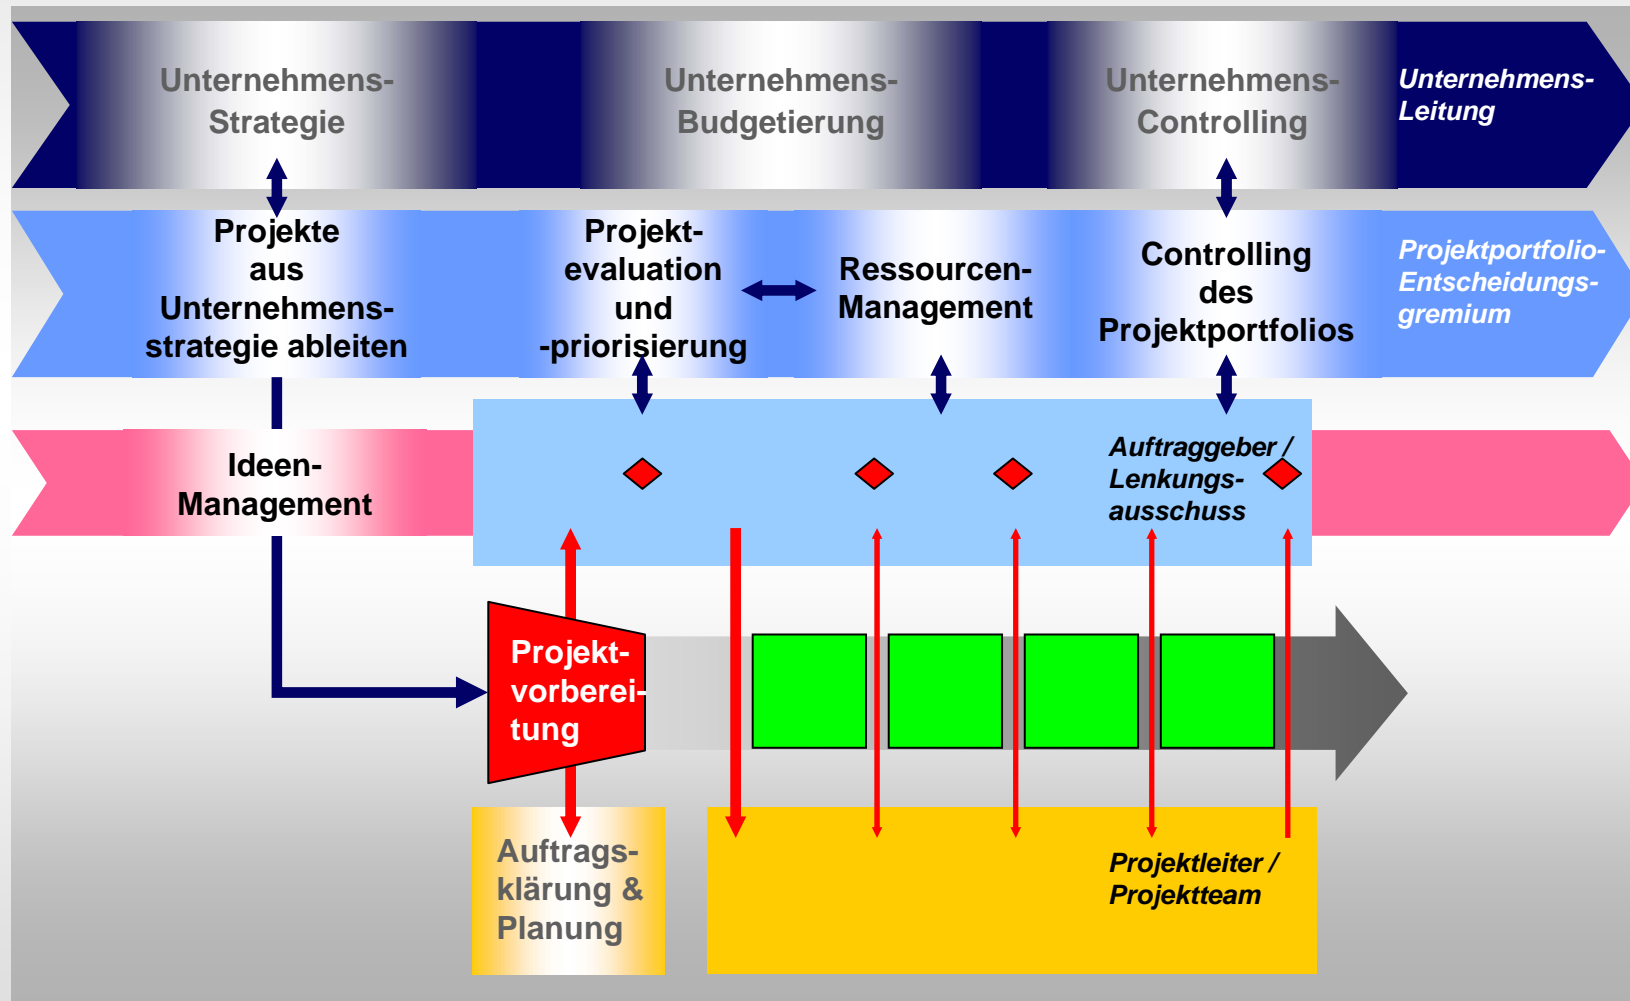 Unternehmens-
Strategie
Unternehmens-
Budgetierung
Unternehmens-
Controlling
Unternehmens-
Leitung
Projekte
aus
Unternehmens-
strategie ableiten
Projekt-
evaluation
und
-priorisierung
Ressourcen-
Management
Controlling
des
Projektportfolios
Projektportfolio-
Entscheidungs-
gremium
Ideen-
Management
Auftraggeber /
Lenkungs-
ausschuss
Projekt-
vorberei-
tung
Auftrags-
klärung &
Planung
Projektleiter /
Projektteam